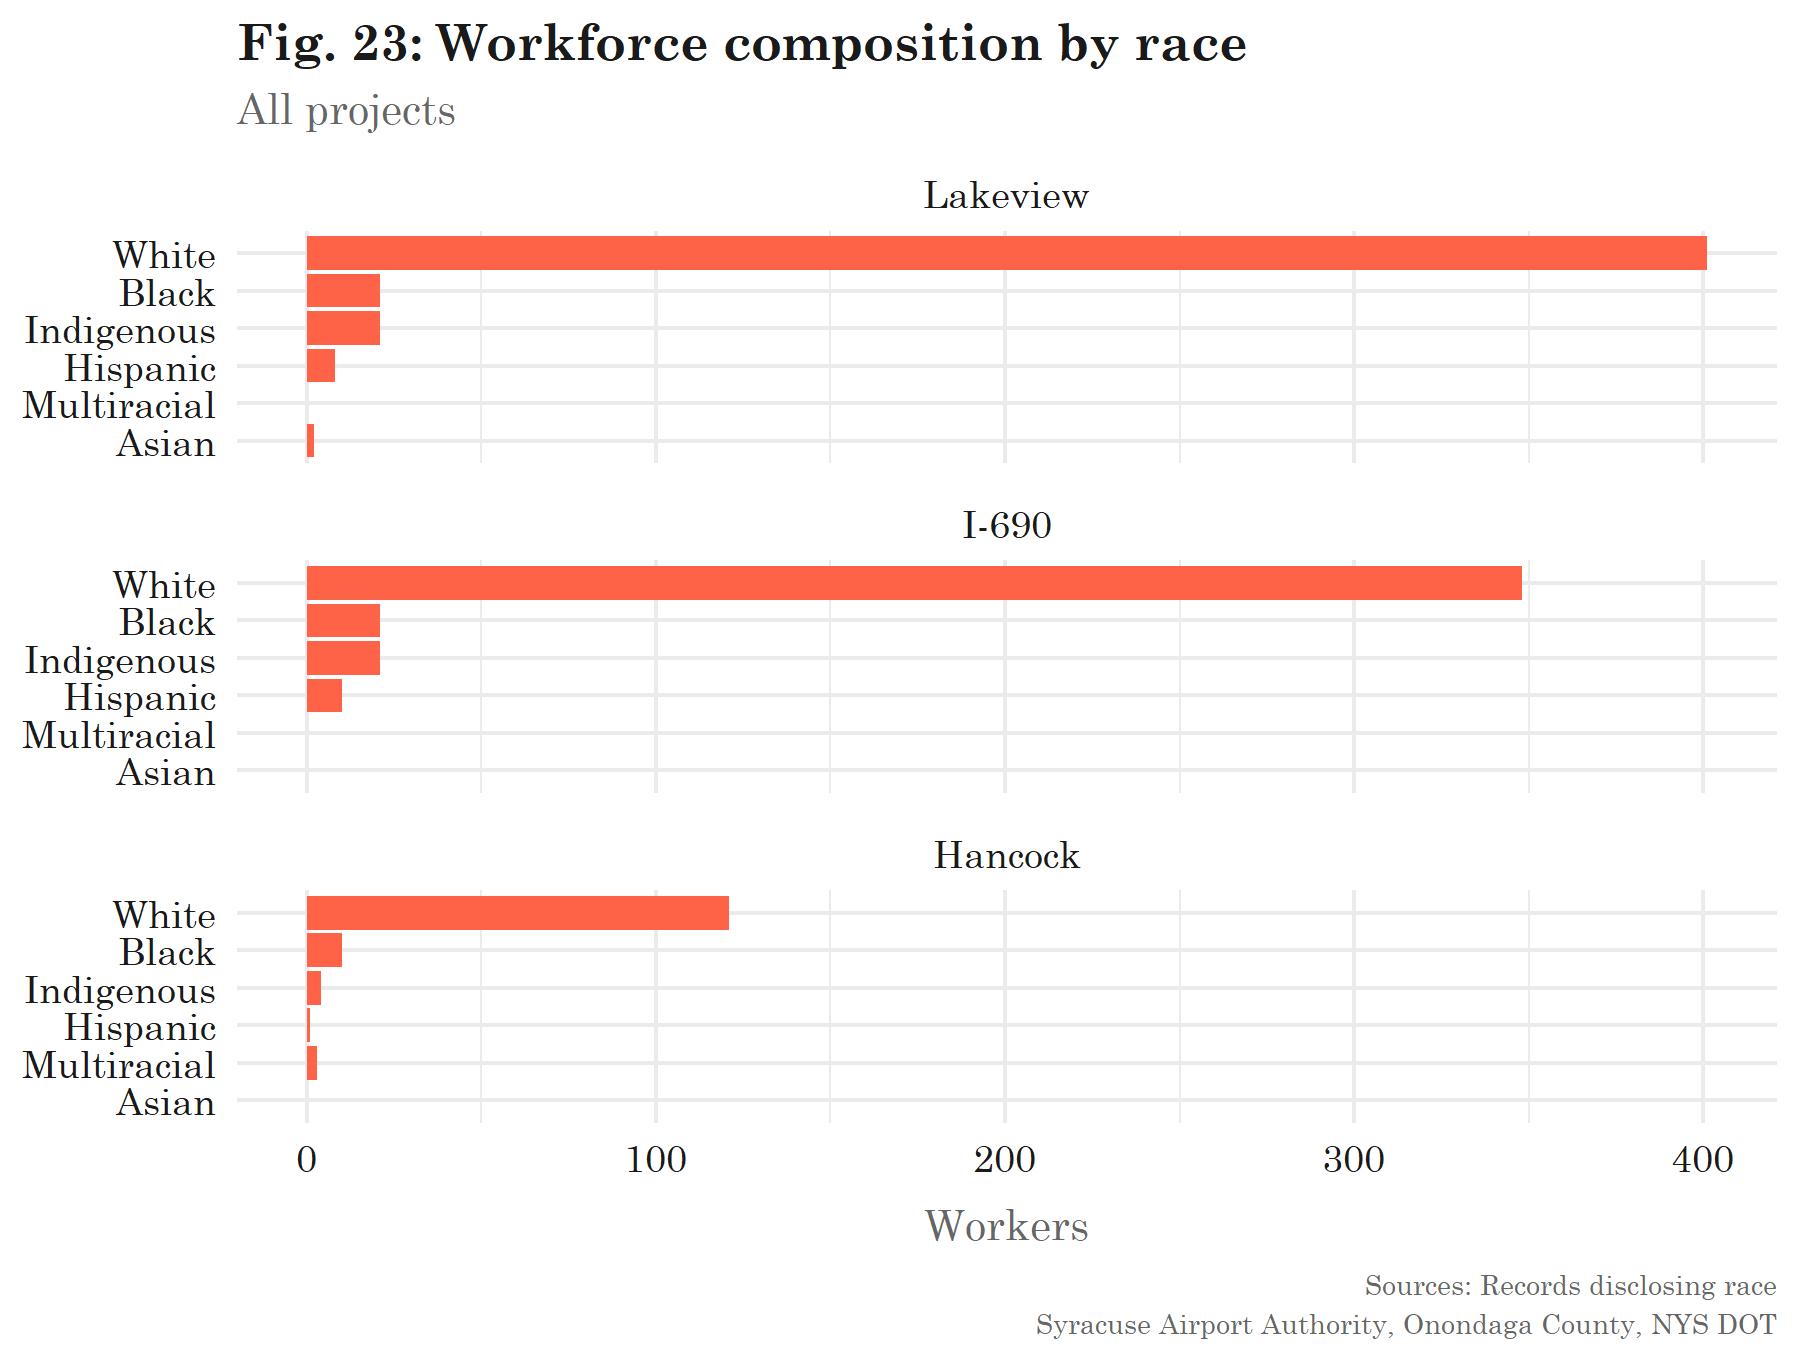 Fig. 23: Workforce composition by race
All projects
Lakeview
White
Black
Indigenous
Hispanic
Multiracial
Asian
I-690
White
Black
Indigenous
Hispanic
Multiracial
Asian
Hancock
White
Black
Indigenous
Hispanic
Multiracial
Asian
0 100 200 300 400
Workers
Sources: Records disclosing race
Syracuse Airport Authority, Onondaga County, NYS DOT